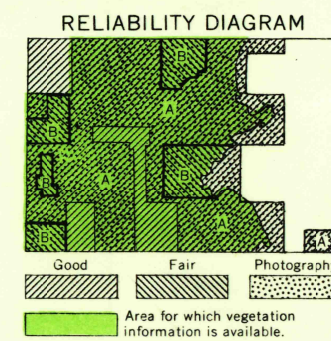 RELIABILITY DIAGRAM
B
A
B
A
B
B
A
B
A
Good Fair Photograph
Area for which vegetation
information is available.